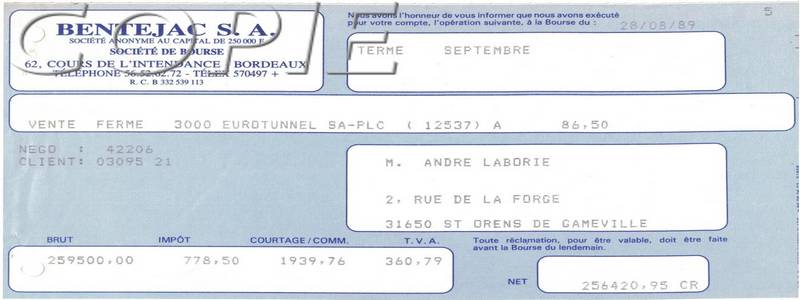 COPIE
BENTEJAC S. A.
SOCIÉTÉ ANONYME AU CAPITAL DE 250 000 F
SOCIÉTÉ DE BOURSE
62, COURS DE L'INTENDANCE BORDEAUX
TÉLÉPHONE 56.52.62.72 - TÉLEX 570497 +
R. C. B 332 539 113
Nous avons l'honneur de vous informer que nous avons exécuté
pour votre compte, l'opération suivante, à la Bourse du : 28/08/89
5
TERME SEPTEMBRE
VENTE FERME 3000 EUROTUNNEL SA-PLC ( 12537) A 86,50
NEGO : 42206
CLIENT: 03095 21
M. ANDRE LABORIE
2, RUE DE LA FORGE
31650 ST ORENS DE GAMEVILLE
BRUT IMPÔT COURTAGE/COMM. T.V.A.
259500,00 778,50 1939,76 360,79
Toute réclamation, pour être valable, doit être faite
avant la Bourse du lendemain.
NET 256420,95 CR